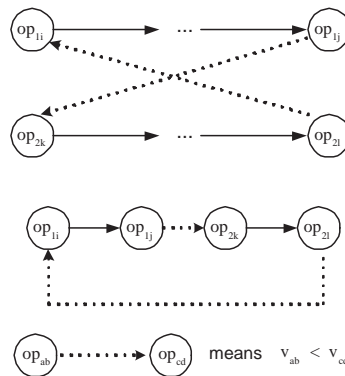 op1i ... op1j
op2k ... op2l
op1i op1j op2k op2l
opab opcd means vab < vcd